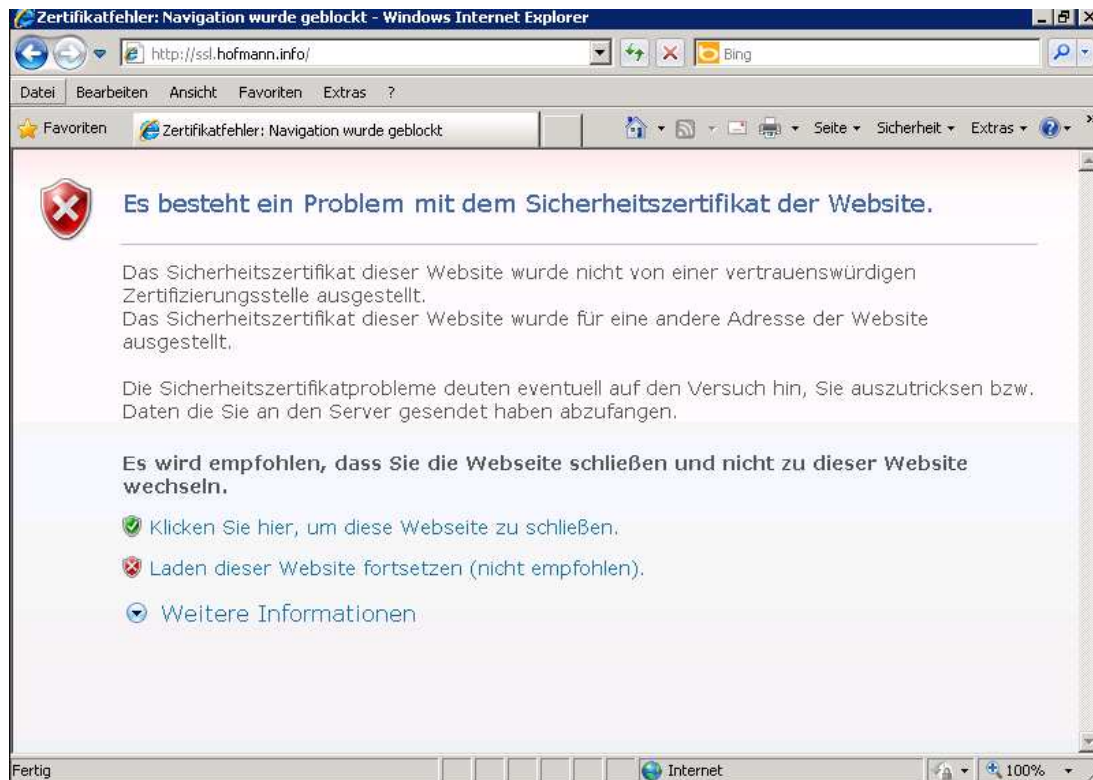 Zertifikatfehler: Navigation wurde geblockt - Windows Internet Explorer
http://ssl.hofmann.info/
Bing
Datei Bearbeiten Ansicht Favoriten Extras ?
Favoriten
Zertifikatfehler: Navigation wurde geblockt
Seite Sicherheit Extras
Es besteht ein Problem mit dem Sicherheitszertifikat der Website.
Das Sicherheitszertifikat dieser Website wurde nicht von einer vertrauenswürdigen
Zertifizierungsstelle ausgestellt.
Das Sicherheitszertifikat dieser Website wurde für eine andere Adresse der Website
ausgestellt.
Die Sicherheitszertifikatprobleme deuten eventuell auf den Versuch hin, Sie auszutricksen bzw.
Daten die Sie an den Server gesendet haben abzufangen.
Es wird empfohlen, dass Sie die Webseite schließen und nicht zu dieser Website
wechseln.
Klicken Sie hier, um diese Webseite zu schließen.
Laden dieser Website fortsetzen (nicht empfohlen).
Weitere Informationen
Fertig
Internet
100%